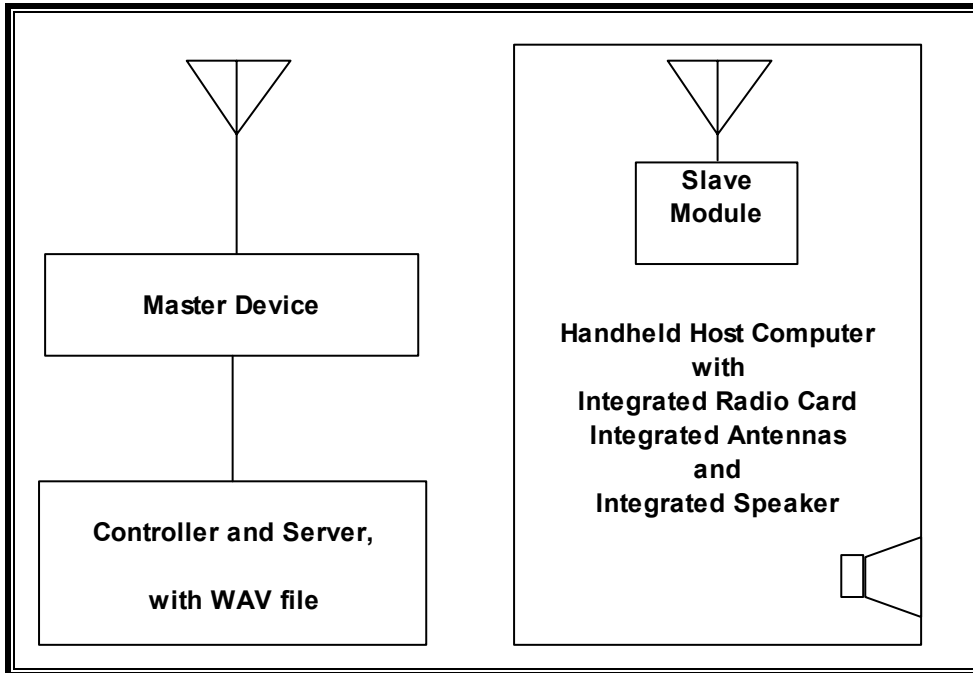 Master Device
Controller and Server,
with WAV file
Slave
Module
Handheld Host Computer
with
Integrated Radio Card
Integrated Antennas
and
Integrated Speaker